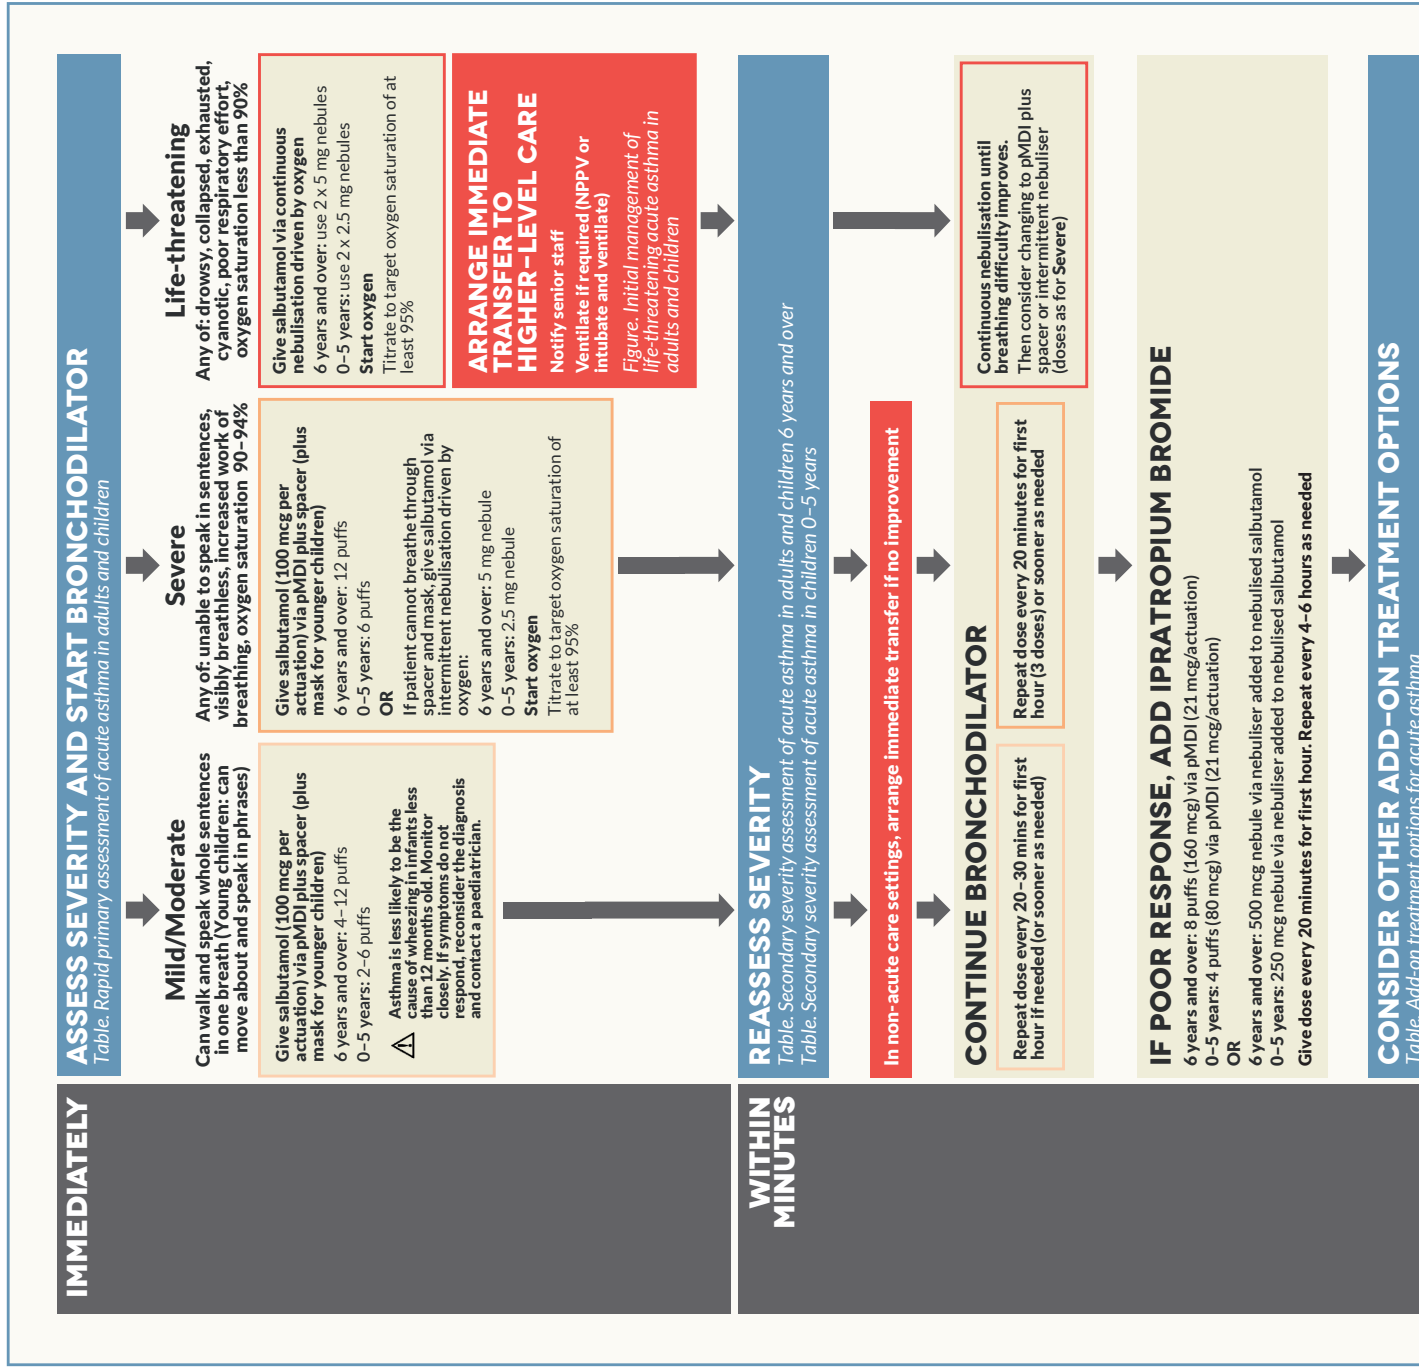 IMMEDIATELY
ASSESS SEVERITY AND START BRONCHODILATOR
Table. Rapid primary assessment of acute asthma in adults and children
Mild/Moderate
Can walk and speak whole sentences
in one breath (Young children: can
move about and speak in phrases)
Give salbutamol (100 mcg per
actuation) via pMDI plus spacer (plus
mask for younger children)
6 years and over: 4–12 puffs
0–5 years: 2–6 puffs
Asthma is less likely to be the
cause of wheezing in infants less
than 12 months old. Monitor
closely. If symptoms do not
respond, reconsider the diagnosis
and contact a paediatrician.
Severe
Any of: unable to speak in sentences,
visibly breathless, increased work of
breathing, oxygen saturation 90–94%
Give salbutamol (100 mcg per
actuation) via pMDI plus spacer (plus
mask for younger children)
6 years and over: 12 puffs
0–5 years: 6 puffs
OR
If patient cannot breathe through
spacer and mask, give salbutamol via
intermittent nebulisation driven by
oxygen:
6 years and over: 5 mg nebule
0–5 years: 2.5 mg nebule
Start oxygen
Titrate to target oxygen saturation of
at least 95%
Life-threatening
Any of: drowsy, collapsed, exhausted,
cyanotic, poor respiratory effort,
oxygen saturation less than 90%
Give salbutamol via continuous
nebulisation driven by oxygen
6 years and over: use 2 x 5 mg nebules
0–5 years: use 2 x 2.5 mg nebules
Start oxygen
Titrate to target oxygen saturation of at
least 95%
ARRANGE IMMEDIATE
TRANSFER TO
HIGHER–LEVEL CARE
Notify senior staff
Ventilate if required (NPPV or
intubate and ventilate)
Figure. Initial management of
life-threatening acute asthma in
adults and children
WITHIN
MINUTES
REASSESS SEVERITY
Table. Secondary severity assessment of acute asthma in adults and children 6 years and over
Table. Secondary severity assessment of acute asthma in children 0–5 years
In non-acute care settings, arrange immediate transfer if no improvement
CONTINUE BRONCHODILATOR
Repeat dose every 20–30 mins for first
hour if needed (or sooner as needed)
Repeat dose every 20 minutes for first
hour (3 doses) or sooner as needed
Continuous nebulisation until
breathing difficulty improves.
Then consider changing to pMDI plus
spacer or intermittent nebuliser
(doses as for Severe)
IF POOR RESPONSE, ADD IPRATROPIUM BROMIDE
6 years and over: 8 puffs (160 mcg) via pMDI (21 mcg/actuation)
0–5 years: 4 puffs (80 mcg) via pMDI (21 mcg/actuation)
OR
6 years and over: 500 mcg nebule via nebuliser added to nebulised salbutamol
0–5 years: 250 mcg nebule via nebuliser added to nebulised salbutamol
Give dose every 20 minutes for first hour. Repeat every 4–6 hours as needed
CONSIDER OTHER ADD–ON TREATMENT OPTIONS
Table. Add-on treatment options for acute asthma